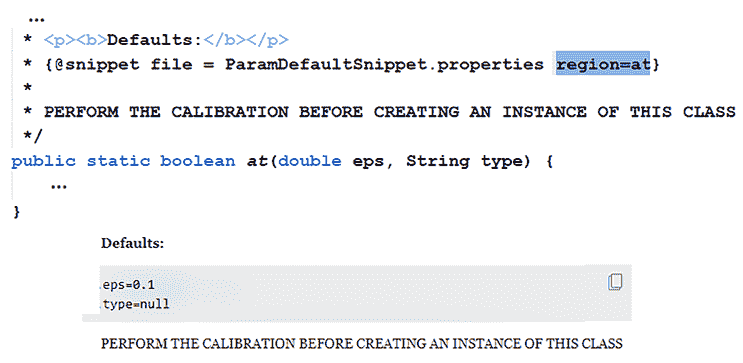 ...
* <p><b>Defaults:</b></p>
* {@snippet file = ParamDefaultSnippet.properties region=at}
*
* PERFORM THE CALIBRATION BEFORE CREATING AN INSTANCE OF THIS CLASS
*/
public static boolean at(double eps, String type) {
...
}
Defaults:
.eps=0.1
.type=null
PERFORM THE CALIBRATION BEFORE CREATING AN INSTANCE OF THIS CLASS